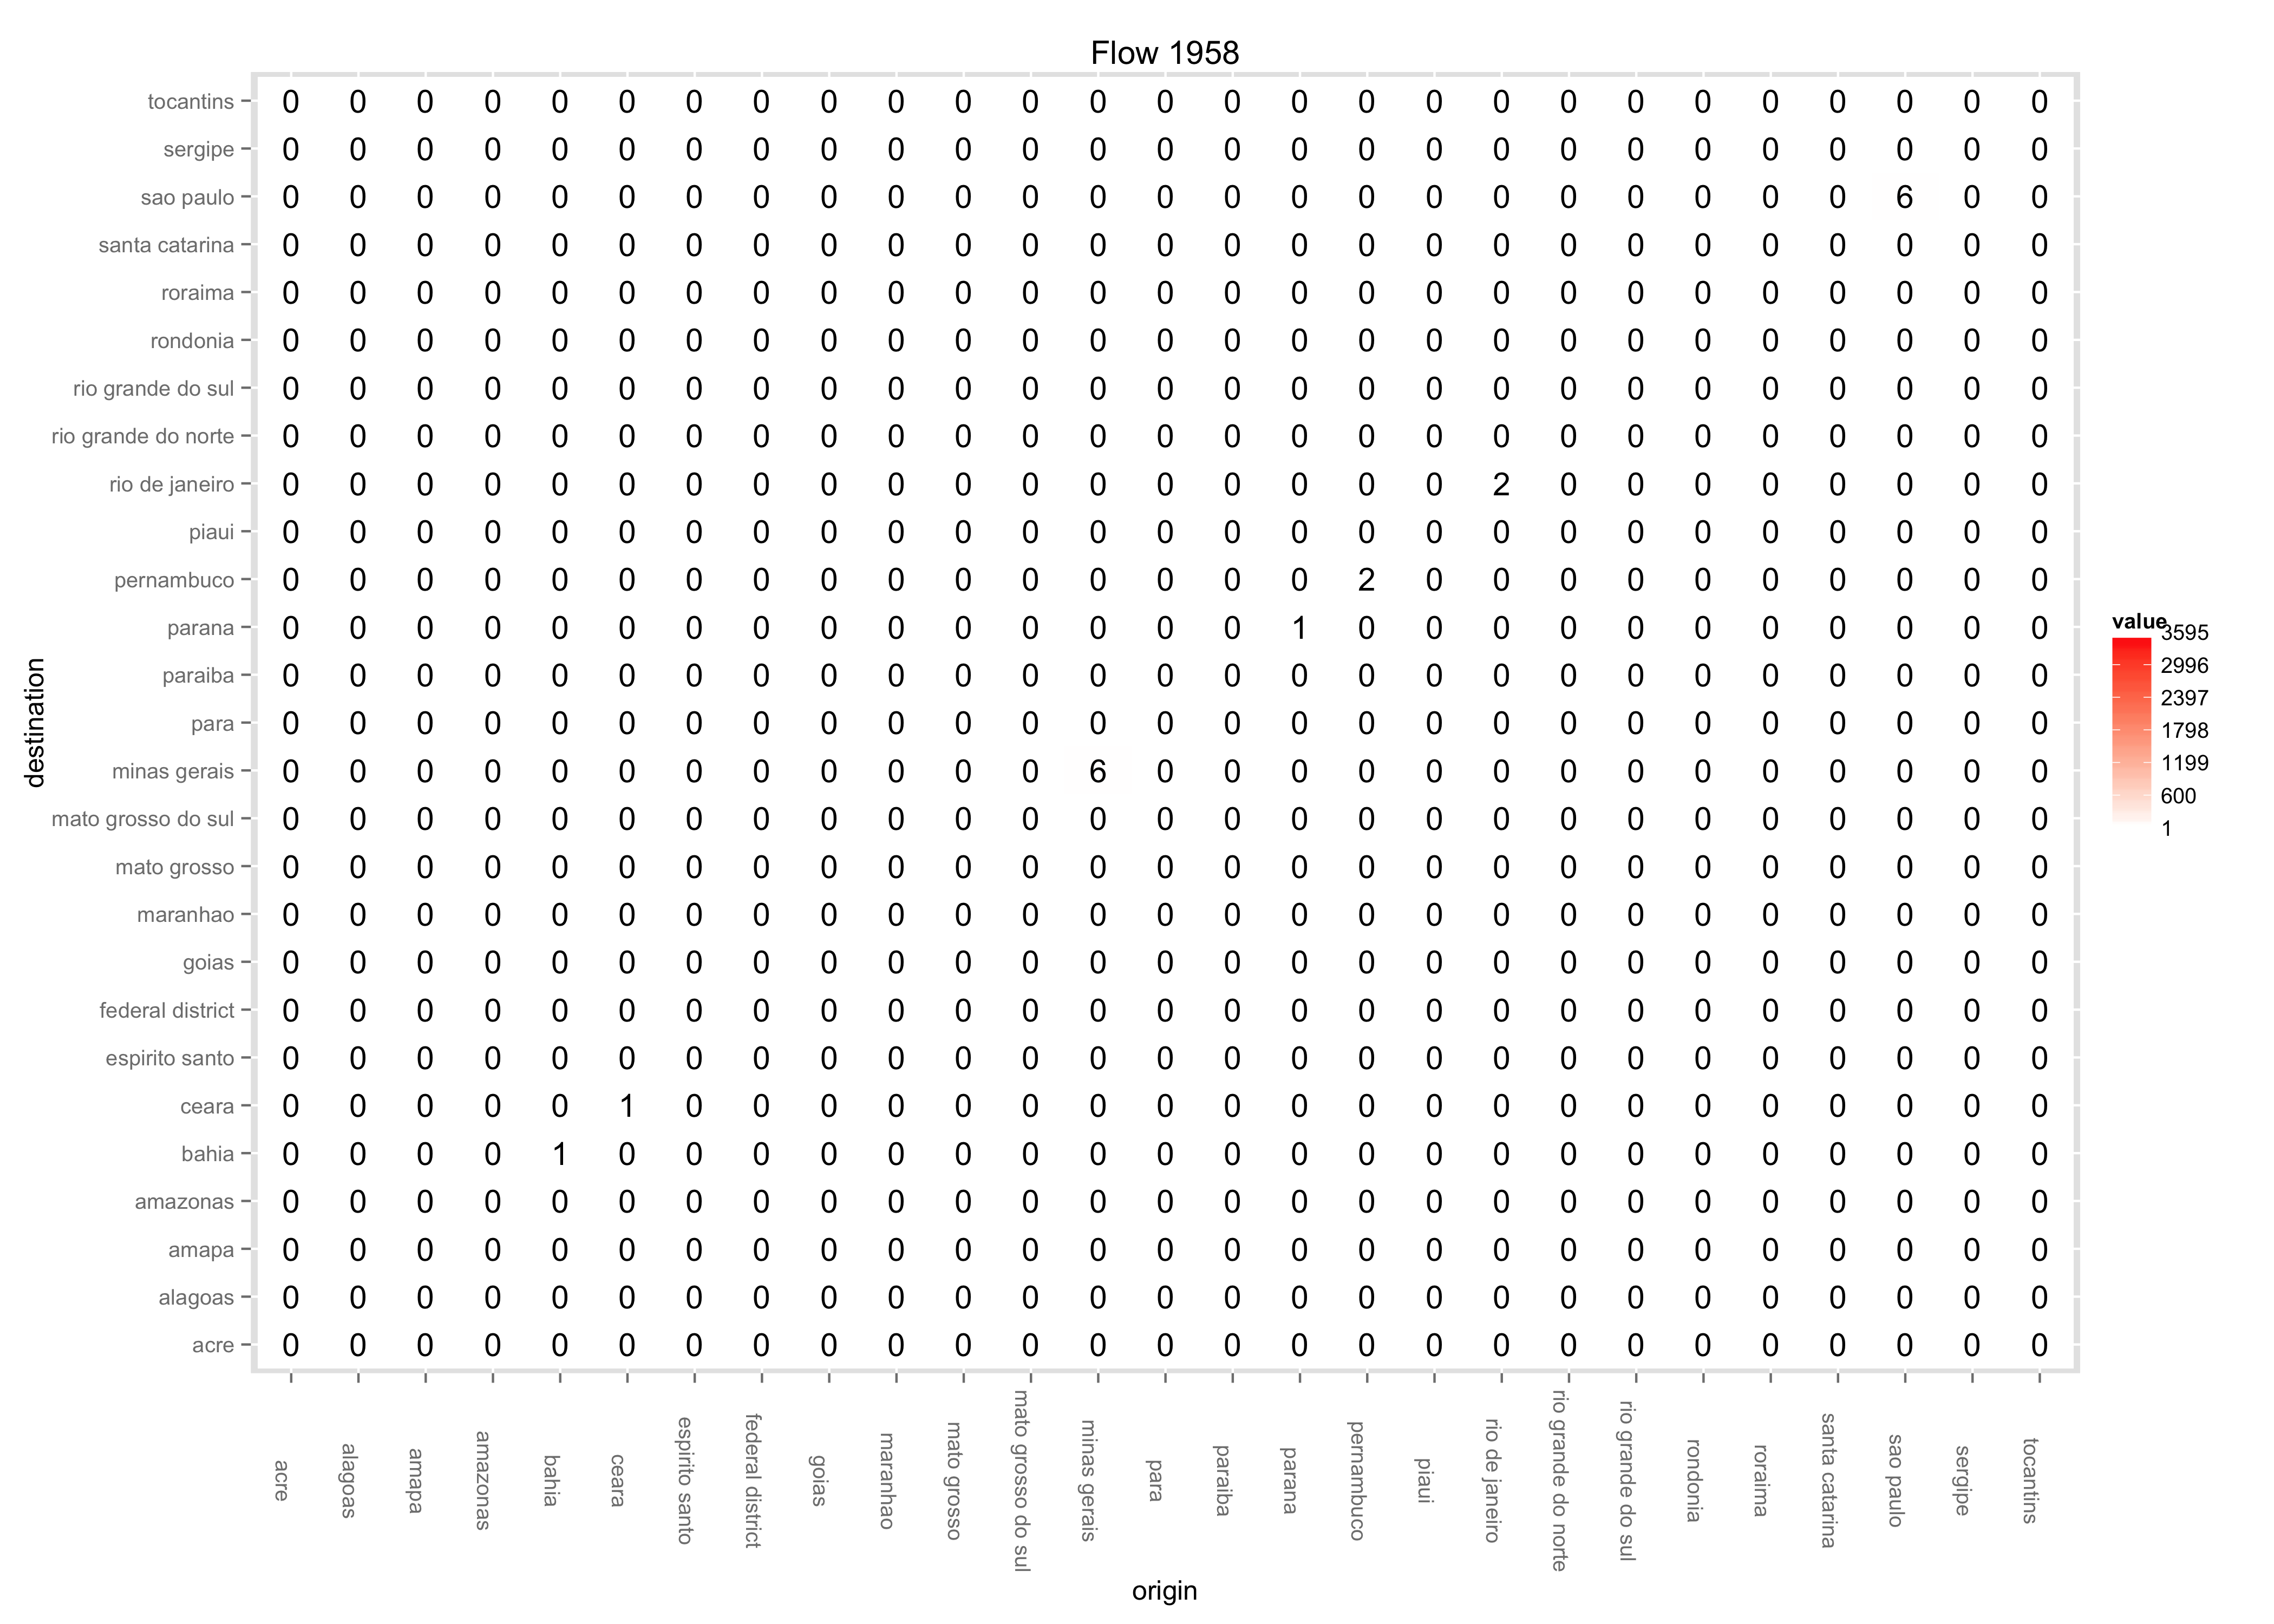 Flow 1958
tocantins 0 0 0 0 0 0 0 0 0 0 0 0 0 0 0 0 0 0 0 0 0 0 0 0 0 0 0
sergipe 0 0 0 0 0 0 0 0 0 0 0 0 0 0 0 0 0 0 0 0 0 0 0 0 0 0 0
sao paulo 0 0 0 0 0 0 0 0 0 0 0 0 0 0 0 0 0 0 0 0 0 0 0 0 6 0 0
santa catarina 0 0 0 0 0 0 0 0 0 0 0 0 0 0 0 0 0 0 0 0 0 0 0 0 0 0 0
roraima 0 0 0 0 0 0 0 0 0 0 0 0 0 0 0 0 0 0 0 0 0 0 0 0 0 0 0
rondonia 0 0 0 0 0 0 0 0 0 0 0 0 0 0 0 0 0 0 0 0 0 0 0 0 0 0 0
rio grande do sul 0 0 0 0 0 0 0 0 0 0 0 0 0 0 0 0 0 0 0 0 0 0 0 0 0 0 0
rio grande do norte 0 0 0 0 0 0 0 0 0 0 0 0 0 0 0 0 0 0 0 0 0 0 0 0 0 0 0
rio de janeiro 0 0 0 0 0 0 0 0 0 0 0 0 0 0 0 0 0 0 2 0 0 0 0 0 0 0 0
piaui 0 0 0 0 0 0 0 0 0 0 0 0 0 0 0 0 0 0 0 0 0 0 0 0 0 0 0
pernambuco 0 0 0 0 0 0 0 0 0 0 0 0 0 0 0 0 2 0 0 0 0 0 0 0 0 0 0
parana 0 0 0 0 0 0 0 0 0 0 0 0 0 0 0 1 0 0 0 0 0 0 0 0 0 0 0
paraiba 0 0 0 0 0 0 0 0 0 0 0 0 0 0 0 0 0 0 0 0 0 0 0 0 0 0 0
para 0 0 0 0 0 0 0 0 0 0 0 0 0 0 0 0 0 0 0 0 0 0 0 0 0 0 0
minas gerais 0 0 0 0 0 0 0 0 0 0 0 0 6 0 0 0 0 0 0 0 0 0 0 0 0 0 0
mato grosso do sul 0 0 0 0 0 0 0 0 0 0 0 0 0 0 0 0 0 0 0 0 0 0 0 0 0 0 0
mato grosso 0 0 0 0 0 0 0 0 0 0 0 0 0 0 0 0 0 0 0 0 0 0 0 0 0 0 0
maranhao 0 0 0 0 0 0 0 0 0 0 0 0 0 0 0 0 0 0 0 0 0 0 0 0 0 0 0
goias 0 0 0 0 0 0 0 0 0 0 0 0 0 0 0 0 0 0 0 0 0 0 0 0 0 0 0
federal district 0 0 0 0 0 0 0 0 0 0 0 0 0 0 0 0 0 0 0 0 0 0 0 0 0 0 0
espirito santo 0 0 0 0 0 0 0 0 0 0 0 0 0 0 0 0 0 0 0 0 0 0 0 0 0 0 0
ceara 0 0 0 0 0 1 0 0 0 0 0 0 0 0 0 0 0 0 0 0 0 0 0 0 0 0 0
bahia 0 0 0 0 1 0 0 0 0 0 0 0 0 0 0 0 0 0 0 0 0 0 0 0 0 0 0
amazonas 0 0 0 0 0 0 0 0 0 0 0 0 0 0 0 0 0 0 0 0 0 0 0 0 0 0 0
amapa 0 0 0 0 0 0 0 0 0 0 0 0 0 0 0 0 0 0 0 0 0 0 0 0 0 0 0
alagoas 0 0 0 0 0 0 0 0 0 0 0 0 0 0 0 0 0 0 0 0 0 0 0 0 0 0 0
acre 0 0 0 0 0 0 0 0 0 0 0 0 0 0 0 0 0 0 0 0 0 0 0 0 0 0 0
destination
acre
alagoas
amapa
amazonas
bahia
ceara
espirito santo
federal district
goias
maranhao
mato grosso
mato grosso do sul
minas gerais
para
paraiba
parana
pernambuco
piaui
rio de janeiro
rio grande do norte
rio grande do sul
rondonia
roraima
santa catarina
sao paulo
sergipe
tocantins
origin
value
3595
2996
2397
1798
1199
600
1